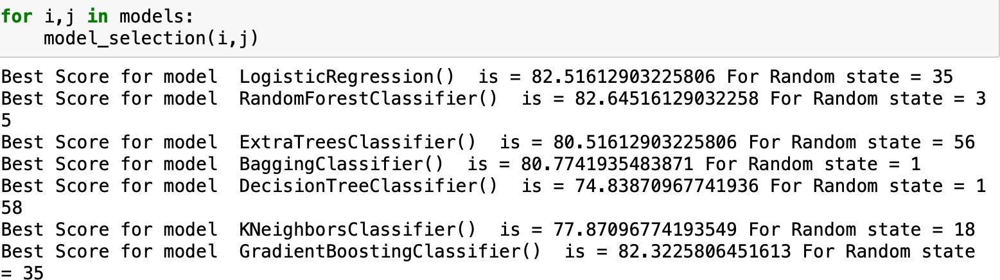 for i,j in models:
    model_selection(i,j)
Best Score for model  LogisticRegression()  is = 82.51612903225806 For Random state = 35
Best Score for model  RandomForestClassifier()  is = 82.64516129032258 For Random state = 3
5
Best Score for model  ExtraTreesClassifier()  is = 80.51612903225806 For Random state = 56
Best Score for model  BaggingClassifier()  is = 80.7741935483871 For Random state = 1
Best Score for model  DecisionTreeClassifier()  is = 74.83870967741936 For Random state = 1
58
Best Score for model  KNeighborsClassifier()  is = 77.87096774193549 For Random state = 18
Best Score for model  GradientBoostingClassifier()  is = 82.3225806451613 For Random state
= 35